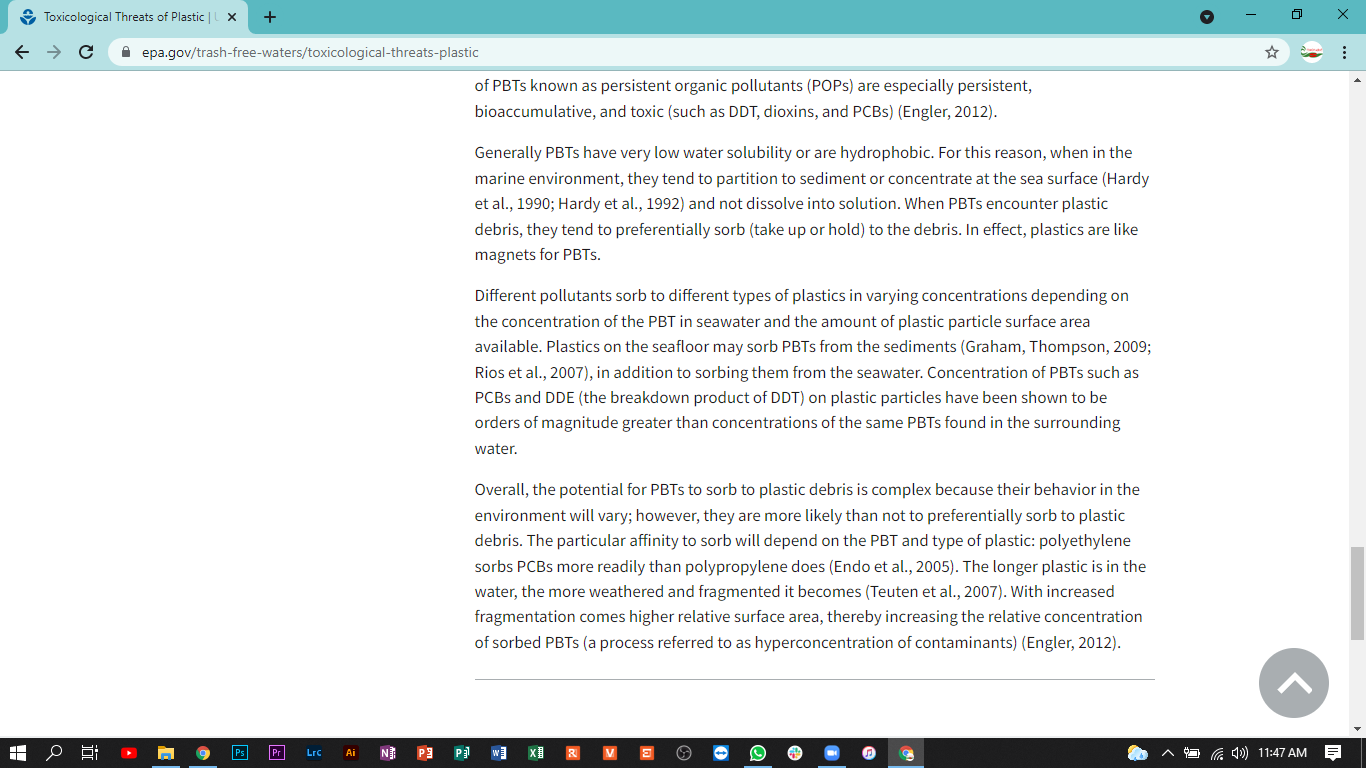 Toxicological Threats of Plastic | U
epa.gov/trash-free-waters/toxicological-threats-plastic
of PBTs known as persistent organic pollutants (POPs) are especially persistent,
bioaccumulative, and toxic (such as DDT, dioxins, and PCBs) (Engler, 2012).
Generally PBTs have very low water solubility or are hydrophobic. For this reason, when in the
marine environment, they tend to partition to sediment or concentrate at the sea surface (Hardy
et al., 1990; Hardy et al., 1992) and not dissolve into solution. When PBTs encounter plastic
debris, they tend to preferentially sorb (take up or hold) to the debris. In effect, plastics are like
magnets for PBTs.
Different pollutants sorb to different types of plastics in varying concentrations depending on
the concentration of the PBT in seawater and the amount of plastic particle surface area
available. Plastics on the seafloor may sorb PBTs from the sediments (Graham, Thompson, 2009;
Rios et al., 2007), in addition to sorbing them from the seawater. Concentration of PBTs such as
PCBs and DDE (the breakdown product of DDT) on plastic particles have been shown to be
orders of magnitude greater than concentrations of the same PBTs found in the surrounding
water.
Overall, the potential for PBTs to sorb to plastic debris is complex because their behavior in the
environment will vary; however, they are more likely than not to preferentially sorb to plastic
debris. The particular affinity to sorb will depend on the PBT and type of plastic: polyethylene
sorbs PCBs more readily than polypropylene does (Endo et al., 2005). The longer plastic is in the
water, the more weathered and fragmented it becomes (Teuten et al., 2007). With increased
fragmentation comes higher relative surface area, thereby increasing the relative concentration
of sorbed PBTs (a process referred to as hyperconcentration of contaminants) (Engler, 2012).
Ps Pr LrC Ai N P P W X R V E 11:47 AM